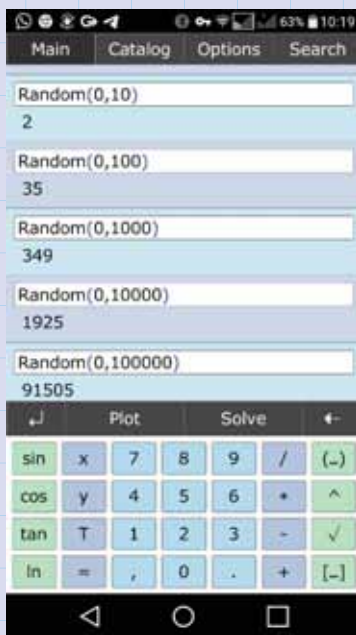 63% 10:19
Main Catalog Options Search
Random(0,10)
2
Random(0,100)
35
Random(0,1000)
349
Random(0,10000)
1925
Random(0,100000)
91505
↵ Plot Solve ←
sin x 7 8 9 / (_)
cos y 4 5 6 * ^
tan T 1 2 3 - √
ln = , 0 . + [_]